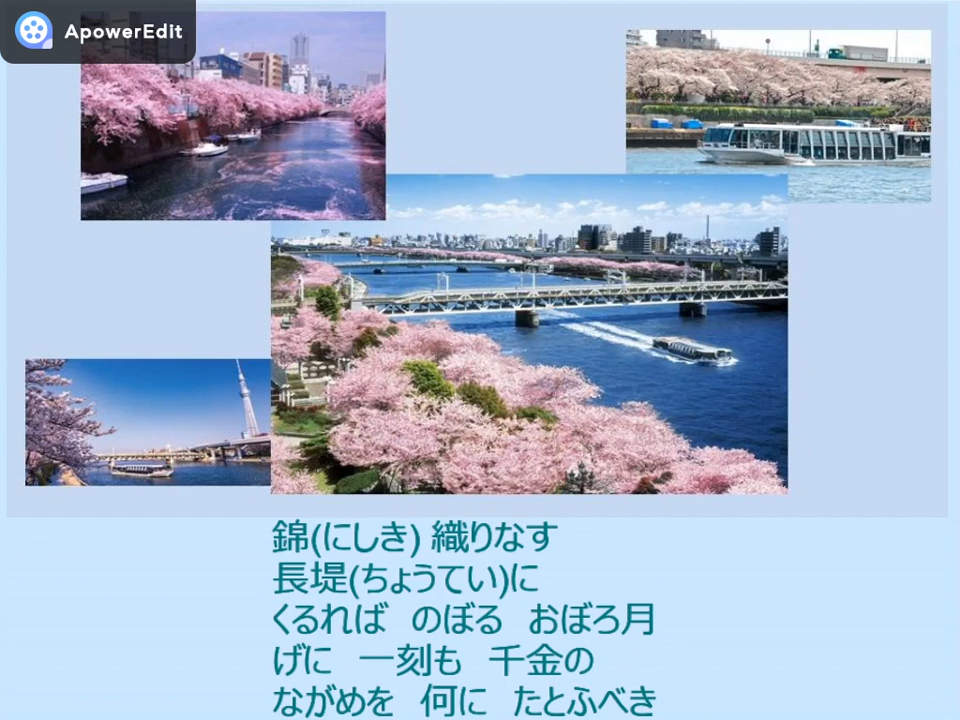 ApowerEdit
錦(にしき) 織りなす
長堤(ちょうてい)に
くるれば　のぼる　おぼろ月
げに　一刻も　千金の
ながめを　何に　たとふべき